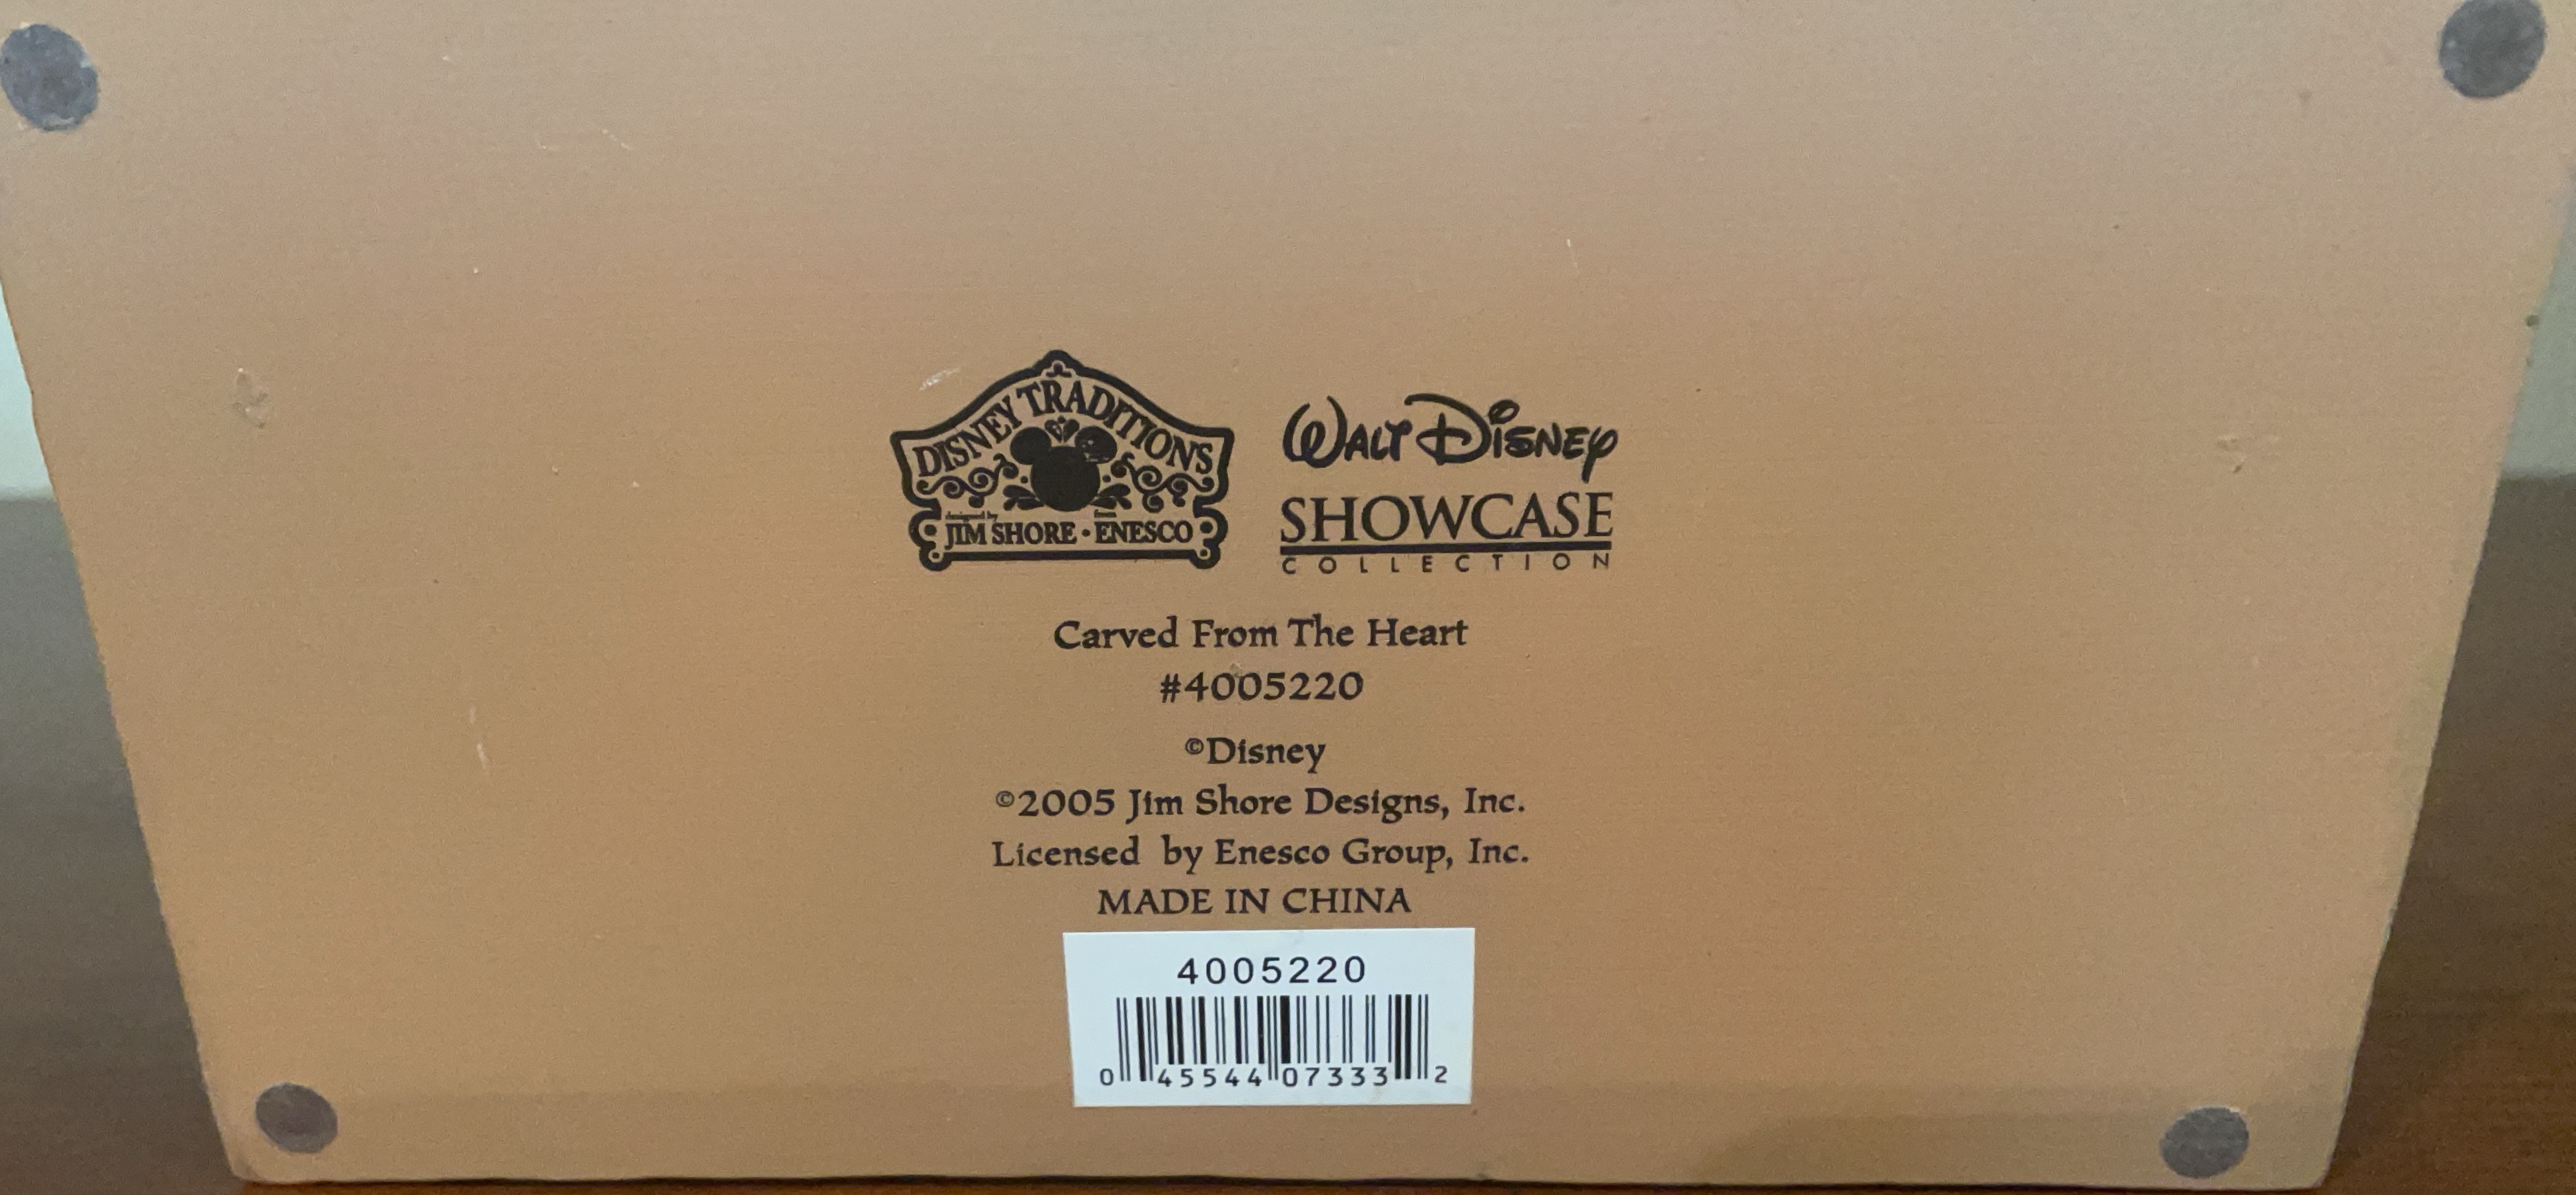 DISNEY TRADITIONS
designed by from
JIM SHORE • ENESCO
WALT DISNEY
SHOWCASE
COLLECTION
Carved From The Heart
#4005220
©Disney
©2005 Jim Shore Designs, Inc.
Licensed by Enesco Group, Inc.
MADE IN CHINA
4005220
0 45544 07333 2